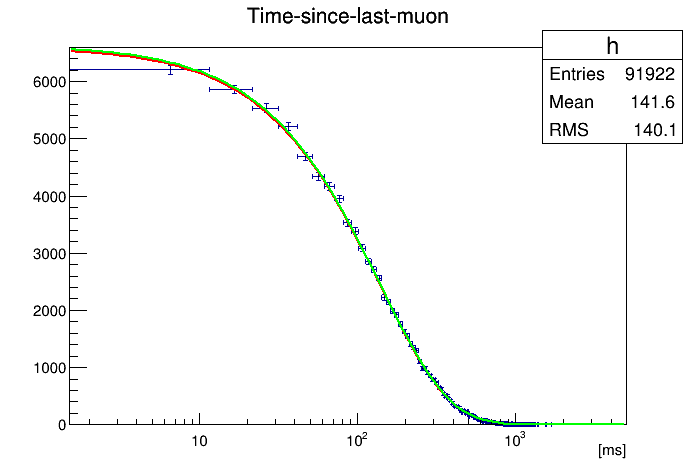 Time-since-last-muon
h
Entries 91922
Mean 141.6
RMS 140.1
6000
5000
4000
3000
2000
1000
0
10 10² 10³
[ms]